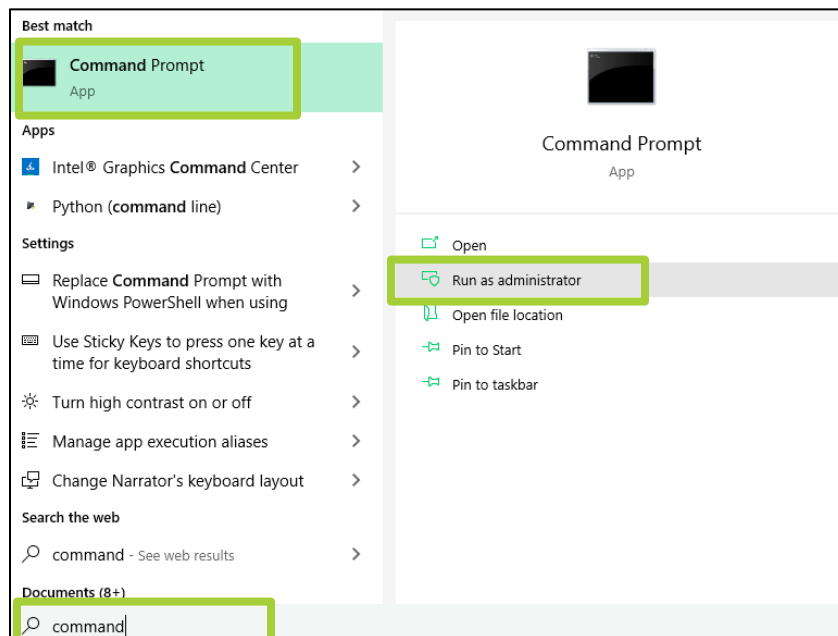 Best match
Command Prompt
App
Apps
Intel® Graphics Command Center
Python (command line)
Settings
Replace Command Prompt with
Windows PowerShell when using
Use Sticky Keys to press one key at a
time for keyboard shortcuts
Turn high contrast on or off
Manage app execution aliases
Change Narrator's keyboard layout
Search the web
command - See web results
Documents (8+)
command
Command Prompt
App
Open
Run as administrator
Open file location
Pin to Start
Pin to taskbar